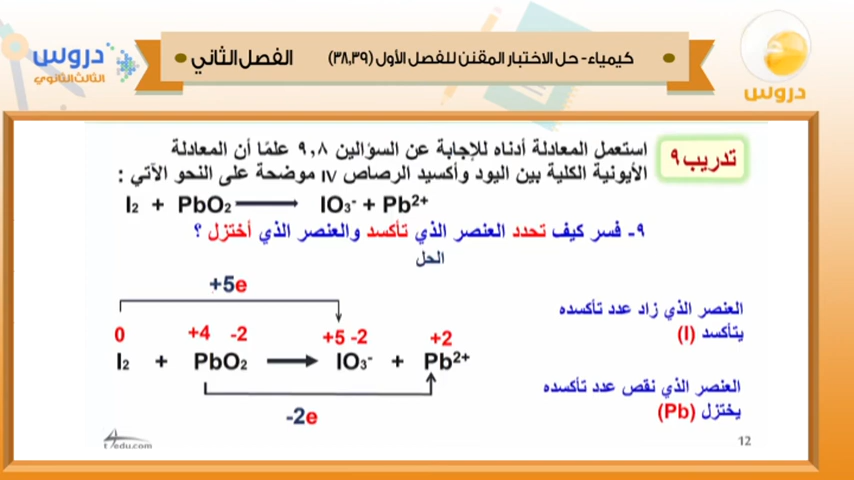 كيمياء- حل الاختبار المقنن للفصل الأول (٣٨,٣٩) الفصل الثاني
دروس
الثالث الثانوي
دروس
تدريب ٩
استعمل المعادلة أدناه للإجابة عن السؤالين ٩,٨ علمًا أن المعادلة
الأيونية الكلية بين اليود وأكسيد الرصاص IV موضحة على النحو الآتي :
I₂ + PbO₂ ⟶ IO₃⁻ + Pb²⁺
٩- فسر كيف تحدد العنصر الذي تأكسد والعنصر الذي أختزل ؟
الحل
+5e
العنصر الذي زاد عدد تأكسده
يتأكسد (I)
0 +4 -2 +5 -2 +2
I₂ + PbO₂ ⟶ IO₃⁻ + Pb²⁺
العنصر الذي نقص عدد تأكسده
يختزل (Pb)
-2e
t4edu.com
12